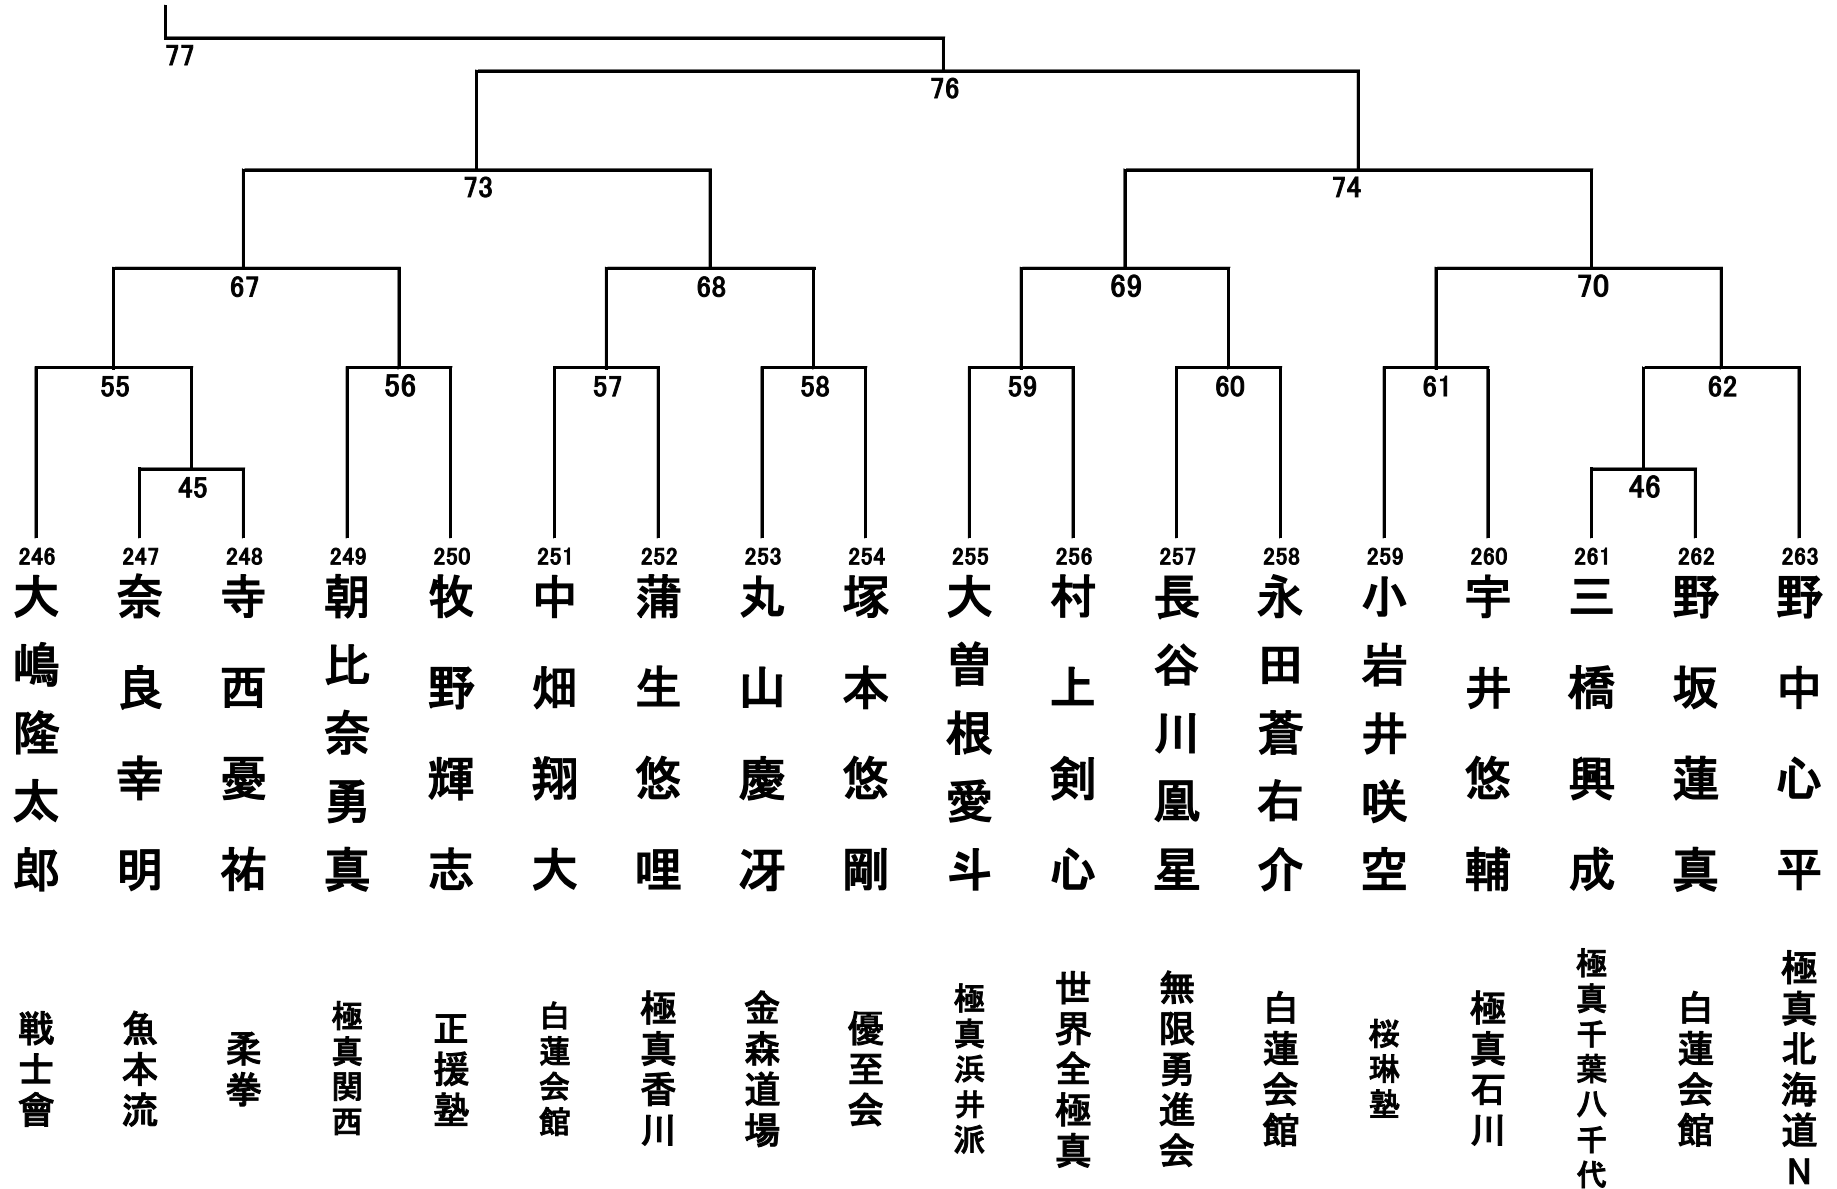 77
76
73
74
67
68
69
70
55
56
57
58
59
60
61
62
45
46
246
247
248
249
250
251
252
253
254
255
256
257
258
259
260
261
262
263
大嶋隆太郎
奈良幸明
寺西憂祐
朝比奈勇真
牧野輝志
中畑翔大
蒲生悠哩
丸山慶冴
塚本悠剛
大曽根愛斗
村上剣心
長谷川凰星
永田蒼右介
小岩井咲空
宇井悠輔
三橋興成
野坂蓮真
野中心平
戦士會
魚本流
柔拳
極真関西
正援塾
白蓮会館
極真香川
金森道場
優至会
極真浜井派
世界全極真
無限勇進会
白蓮会館
桜琳塾
極真石川
極真千葉八千代
白蓮会館
極真北海道N